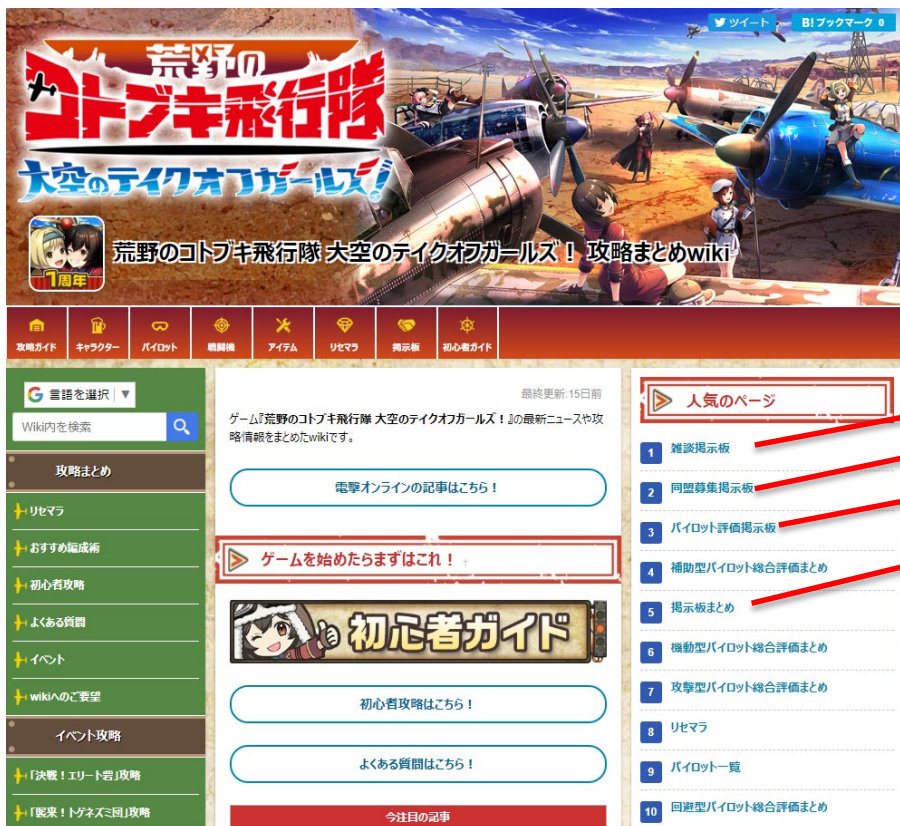 ツイート
B! ブックマーク 0
荒野の
コトブキ飛行隊
大空のテイクオフガールズ!
1周年
荒野のコトブキ飛行隊 大空のテイクオフガールズ！ 攻略まとめwiki
攻略ガイド
キャラクター
パイロット
戦闘機
アイテム
リセマラ
掲示板
初心者ガイド
G 言語を選択 ▼
Wiki内を検索
攻略まとめ
リセマラ
おすすめ編成術
初心者攻略
よくある質問
イベント
wikiへのご要望
イベント攻略
「決戦！エリート砦」攻略
「襲来！トゲネズミ団」攻略
最終更新:15日前
ゲーム『荒野のコトブキ飛行隊 大空のテイクオフガールズ！』の最新ニュースや攻
略情報をまとめたwikiです。
電撃オンラインの記事はこちら！
ゲームを始めたらまずはこれ！
初心者ガイド
初心者攻略はこちら！
よくある質問はこちら！
今注目の記事
人気のページ
1 雑談掲示板
2 同盟募集掲示板
3 パイロット評価掲示板
4 補助型パイロット総合評価まとめ
5 掲示板まとめ
6 機動型パイロット総合評価まとめ
7 攻撃型パイロット総合評価まとめ
8 リセマラ
9 パイロット一覧
10 回避型パイロット総合評価まとめ